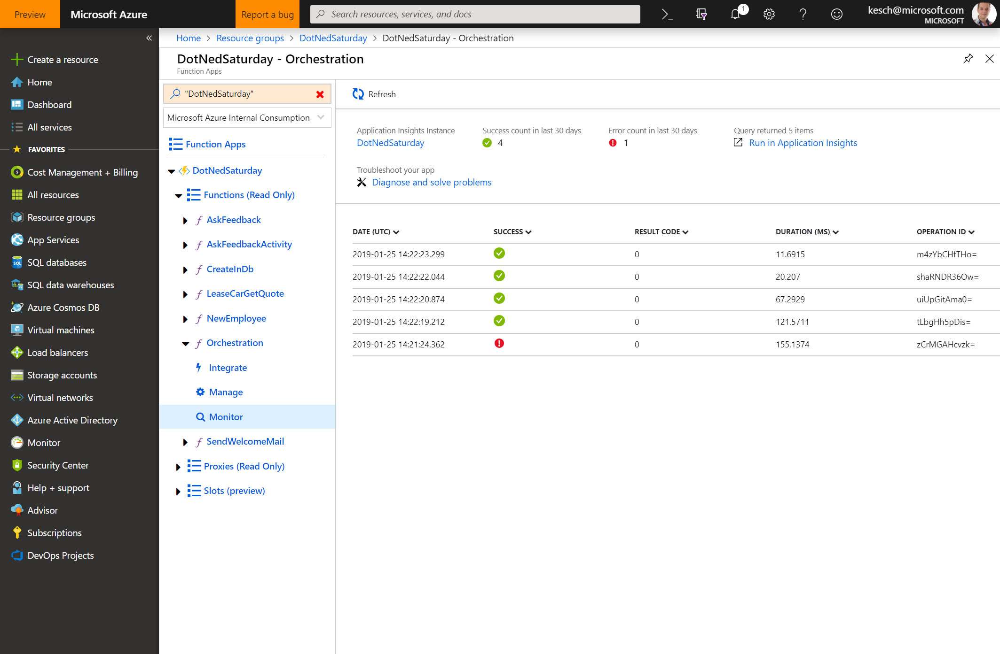 Preview
Microsoft Azure
Report a bug
Search resources, services, and docs
1
kesch@microsoft.com
MICROSOFT
Create a resource
Home
Dashboard
All services
FAVORITES
Cost Management + Billing
All resources
Resource groups
App Services
SQL databases
SQL data warehouses
Azure Cosmos DB
Virtual machines
Load balancers
Storage accounts
Virtual networks
Azure Active Directory
Monitor
Security Center
Help + support
Advisor
Subscriptions
DevOps Projects
Home > Resource groups > DotNedSaturday > DotNedSaturday - Orchestration
DotNedSaturday - Orchestration
Function Apps
"DotNedSaturday"
Microsoft Azure Internal Consumption
Function Apps
DotNedSaturday
Functions (Read Only)
AskFeedback
AskFeedbackActivity
CreateInDb
LeaseCarGetQuote
NewEmployee
Orchestration
Integrate
Manage
Monitor
SendWelcomeMail
Proxies (Read Only)
Slots (preview)
Refresh
Application Insights Instance
DotNedSaturday
Success count in last 30 days
4
Error count in last 30 days
1
Query returned 5 items
Run in Application Insights
Troubleshoot your app
Diagnose and solve problems
DATE (UTC) SUCCESS RESULT CODE DURATION (MS) OPERATION ID
2019-01-25 14:22:23.299 0 11.6915 m4zYbCHfTHo=
2019-01-25 14:22:22.044 0 20.207 shaRNDR36Ow=
2019-01-25 14:22:20.874 0 67.2929 uiUpGitAma0=
2019-01-25 14:22:19.212 0 121.5711 tLbgHh5pDis=
2019-01-25 14:21:24.362 0 155.1374 zCrMGAHcvzk=